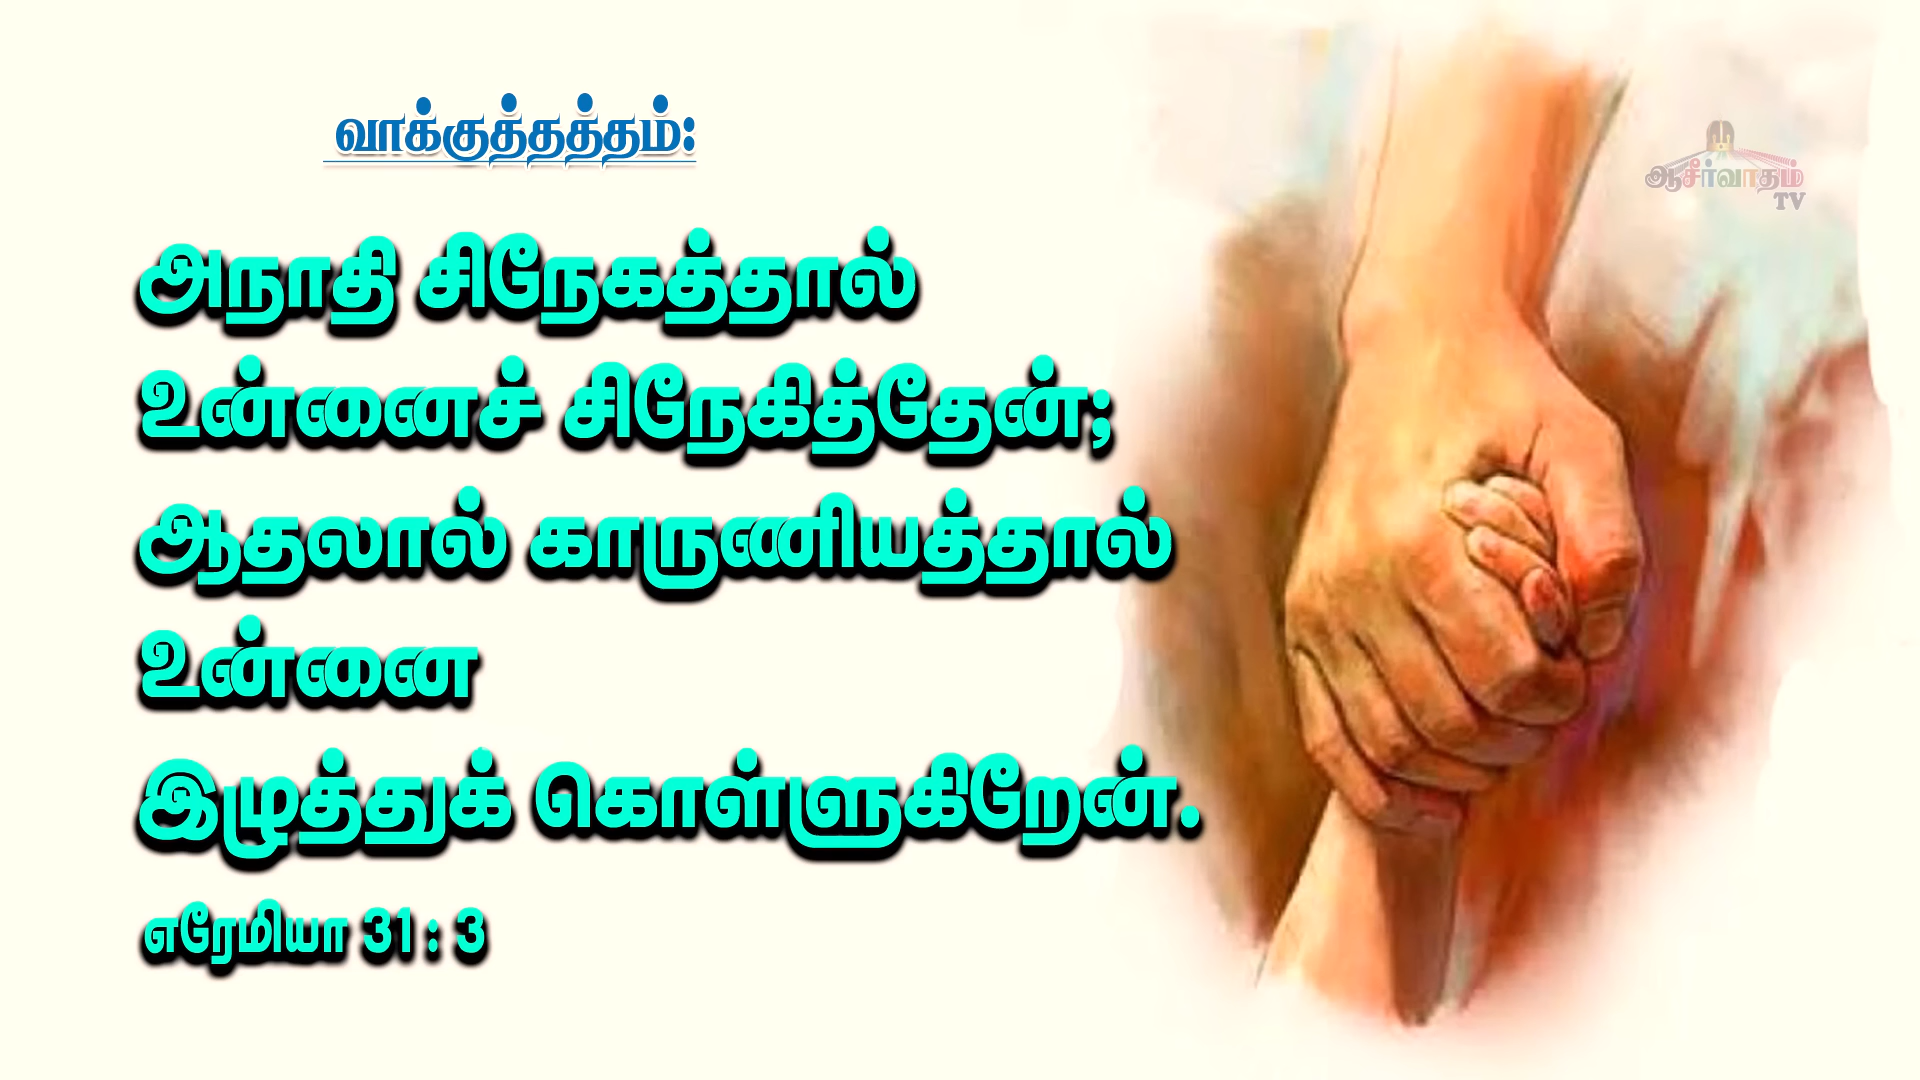 வாக்குத்தத்தம்:
ஆசீர்வாதம்
TV
அநாதி சிநேகத்தால்
உன்னைச் சிநேகித்தேன்;
ஆதலால் காருணியத்தால்
உன்னை
இழுத்துக் கொள்ளுகிறேன்.
எரேமியா 31 : 3